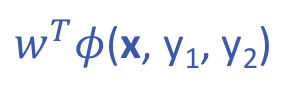 𝑤ᵀ𝜙(𝐱, y₁, y₂)